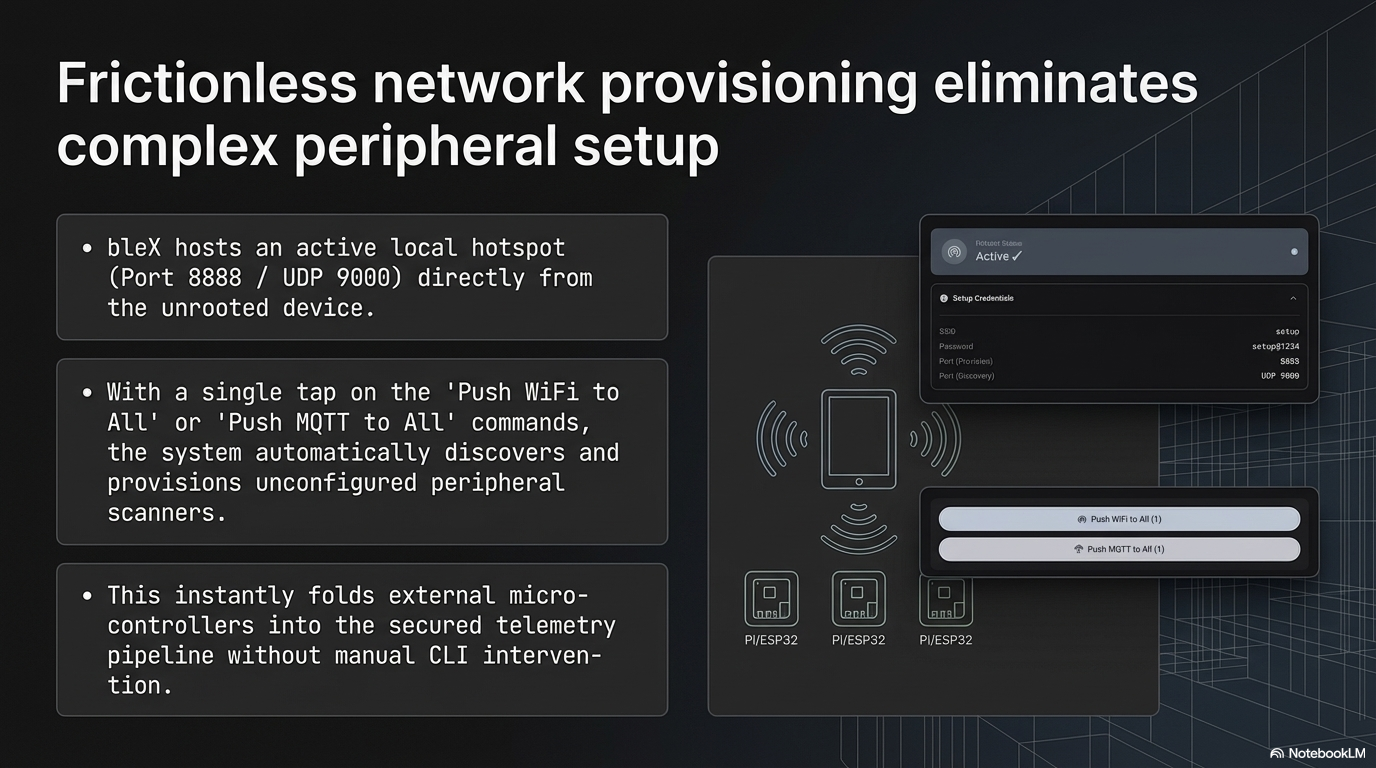 Frictionless network provisioning eliminates
complex peripheral setup
• bleX hosts an active local hotspot
(Port 8888 / UDP 9000) directly from
the unrooted device.
• With a single tap on the 'Push WiFi to
All' or 'Push MQTT to All' commands,
the system automatically discovers and
provisions unconfigured peripheral
scanners.
• This instantly folds external micro-
controllers into the secured telemetry
pipeline without manual CLI interven-
tion.
Active ✓
Setup Credentials
SSID setup
Password
Port
Port (Discovery) UDP
Push WiFi to All (1)
Push MGTT to All (1)
PI/ESP32
PI/ESP32
PI/ESP32
NotebookLM